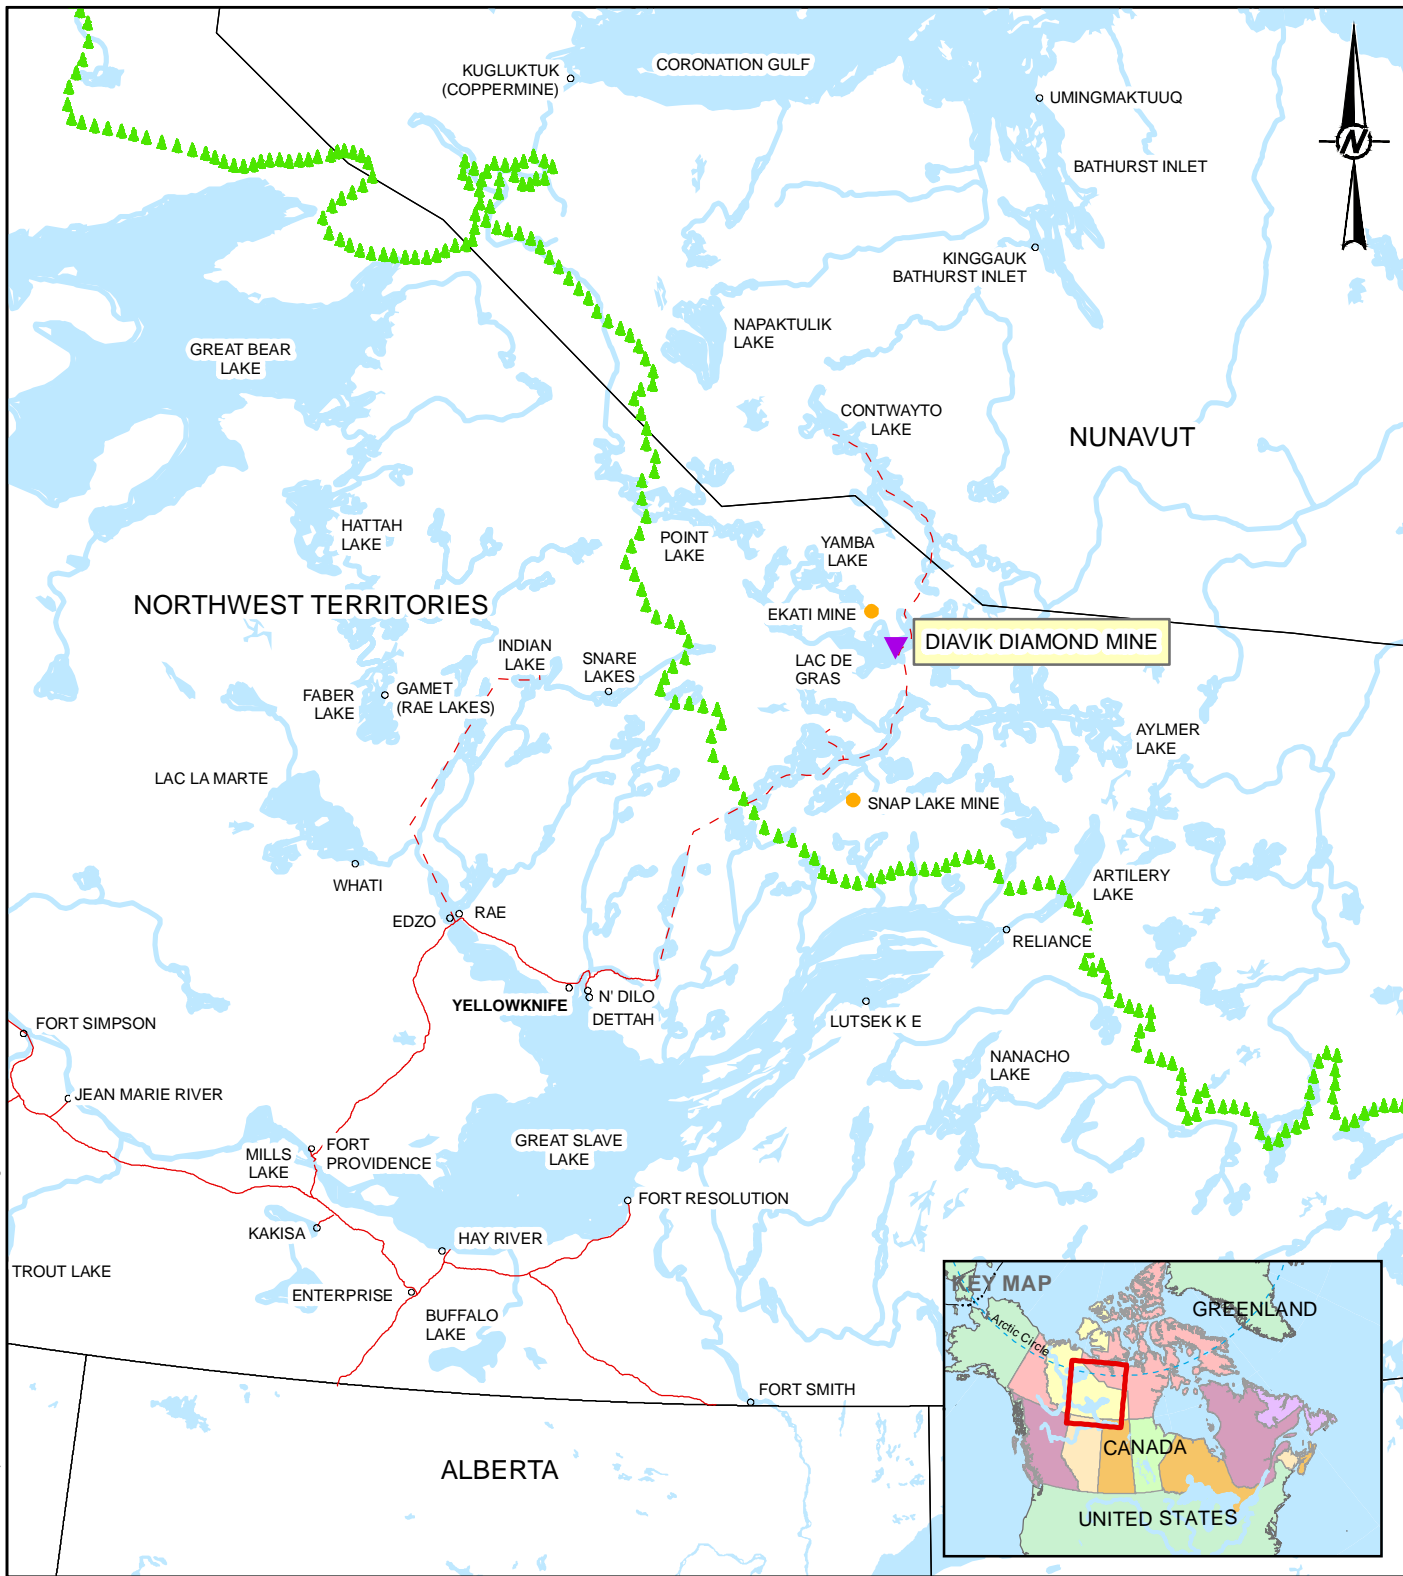 KUGLUKTUK
(COPPERMINE)
CORONATION GULF
UMINGMAKTUUQ
N
BATHURST INLET
KINGGAUK
BATHURST INLET
NAPAKTULIK
LAKE
GREAT BEAR
LAKE
CONTWAYTO
LAKE
NUNAVUT
HATTAH
LAKE
POINT
LAKE
YAMBA
LAKE
NORTHWEST TERRITORIES
EKATI MINE
DIAVIK DIAMOND MINE
INDIAN
LAKE
SNARE
LAKES
LAC DE
GRAS
FABER
LAKE
GAMET
(RAE LAKES)
AYLMER
LAKE
LAC LA MARTE
SNAP LAKE MINE
WHATI
ARTILERY
LAKE
EDZO
RAE
RELIANCE
YELLOWKNIFE
N' DILO
DETTAH
LUTSEK K E
FORT SIMPSON
NANACHO
LAKE
JEAN MARIE RIVER
MILLS
LAKE
FORT
PROVIDENCE
GREAT SLAVE
LAKE
FORT RESOLUTION
KAKISA
HAY RIVER
TROUT LAKE
ENTERPRISE
BUFFALO
LAKE
FORT SMITH
ALBERTA
KEY MAP
GREENLAND
Arctic Circle
CANADA
UNITED STATES